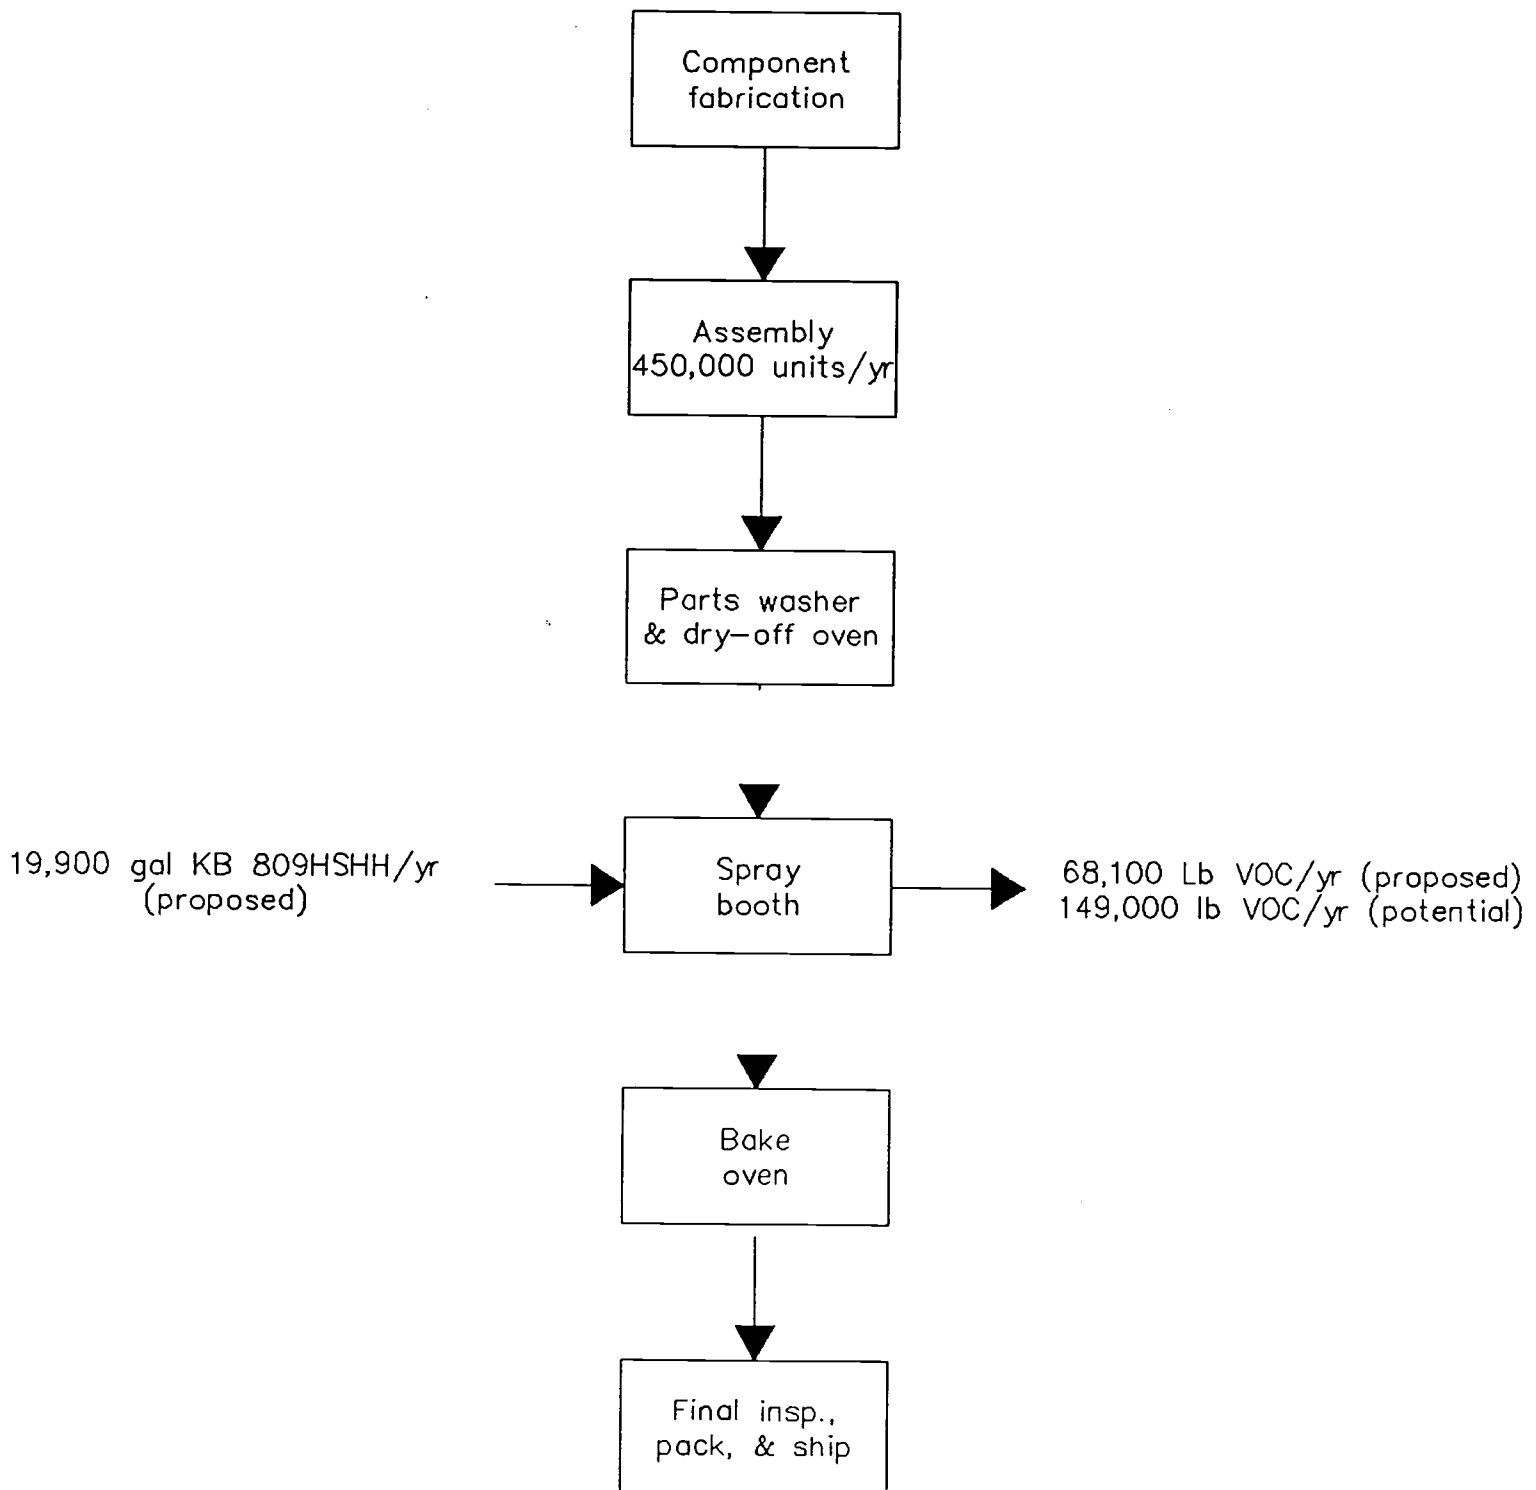 Component
fabrication
Assembly
450,000 units/yr
Parts washer
& dry-off oven
19,900 gal KB 809HSHH/yr
(proposed)
Spray
booth
68,100 Lb VOC/yr (proposed)
149,000 lb VOC/yr (potential)
Bake
oven
Final insp.,
pack, & ship